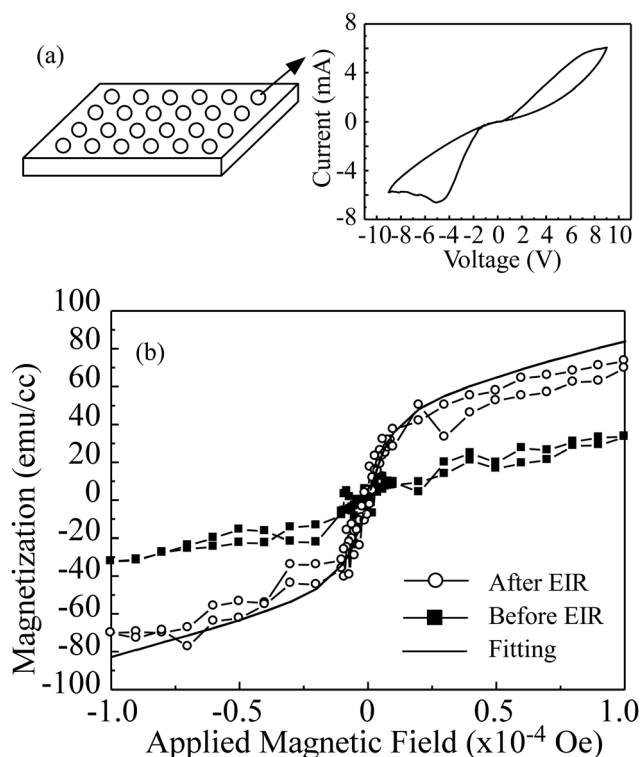 (a)
Current (mA)
6
4
0
-4
-8
-10 -8 -6 -4 -2 0 2 4 6 8 10
Voltage (V)
(b)
Magnetization (emu/cc)
100
80
60
40
20
0
-20
-40
-60
-80
-100
After EIR
Before EIR
Fitting
-1.0 -0.5 0 0.5 1.0
Applied Magnetic Field (x10-4 Oe)